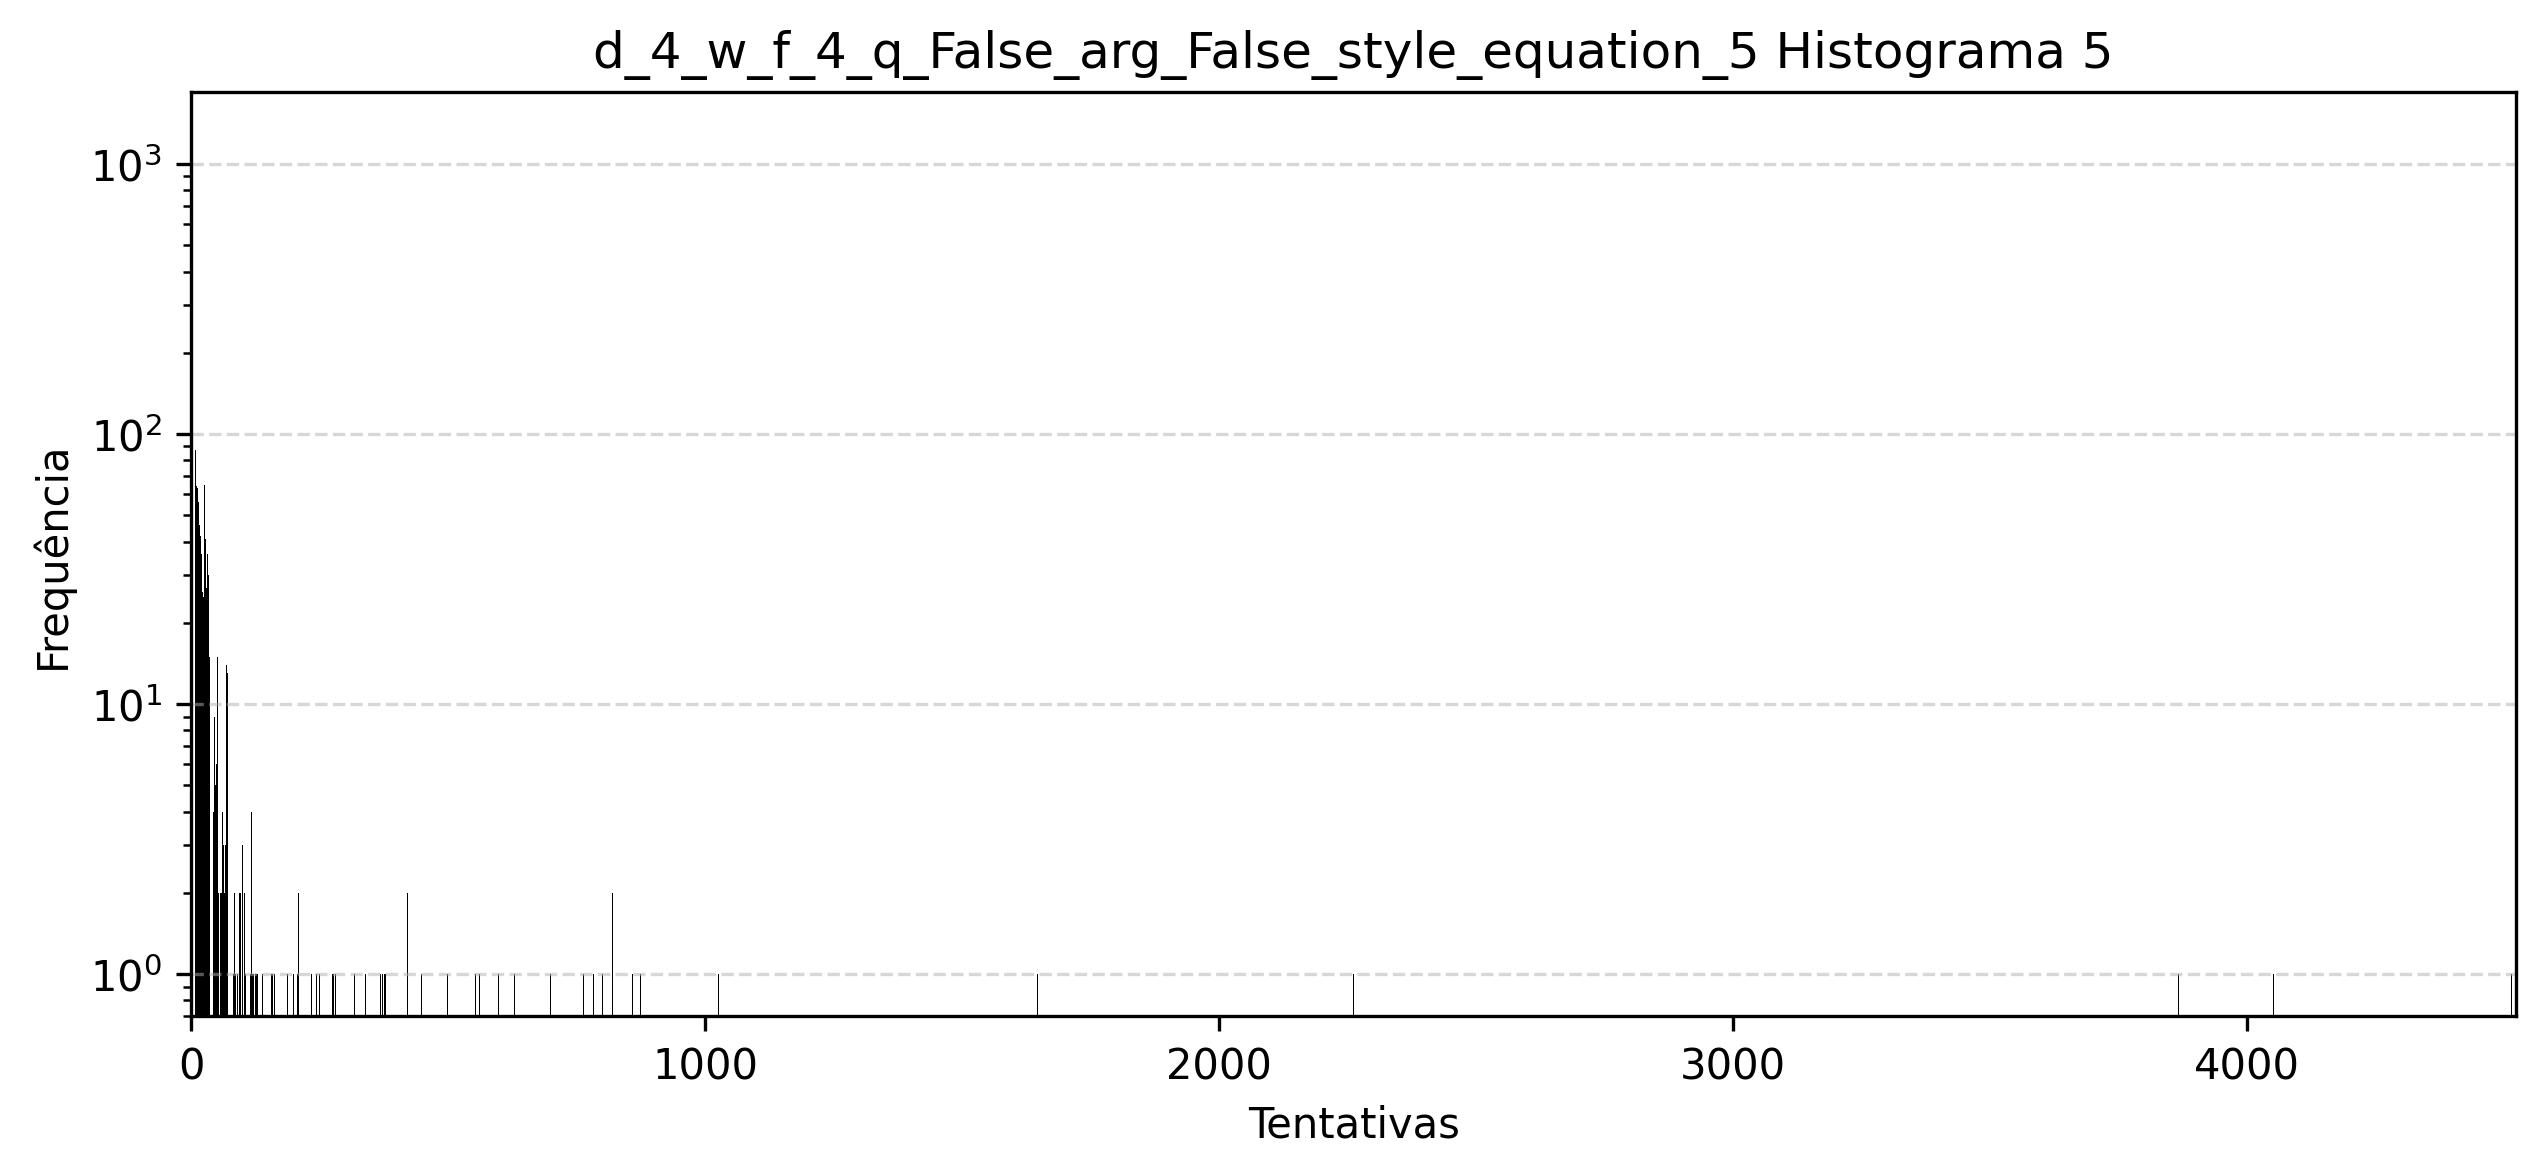 d_4_w_f_4_q_False_arg_False_style_equation_5 Histograma 5
10³
10²
10¹
10⁰
Frequência
0 1000 2000 3000 4000
Tentativas